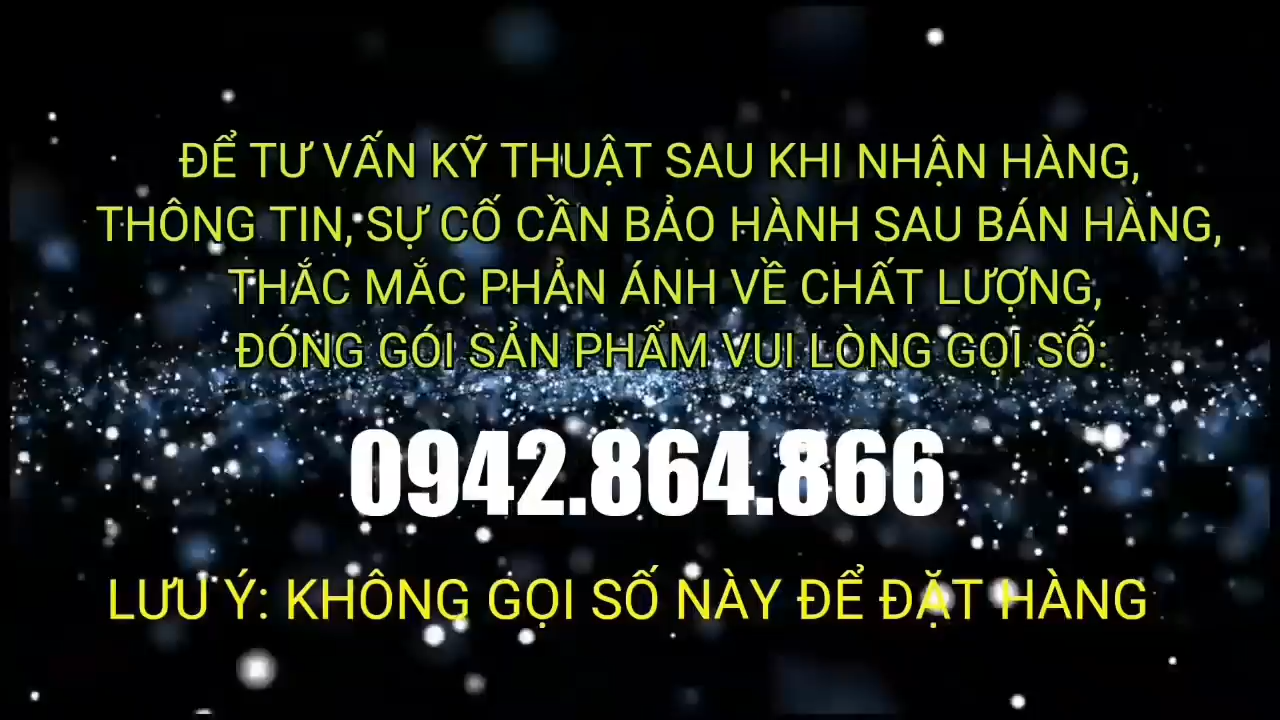 ĐỂ TƯ VẤN KỸ THUẬT SAU KHI NHẬN HÀNG,
THÔNG TIN, SỰ CỐ CẦN BẢO HÀNH SAU BÁN HÀNG,
THẮC MẮC PHẢN ÁNH VỀ CHẤT LƯỢNG,
ĐÓNG GÓI SẢN PHẨM VUI LÒNG GỌI SỐ:
0942.864.866
LƯU Ý: KHÔNG GỌI SỐ NÀY ĐỂ ĐẶT HÀNG